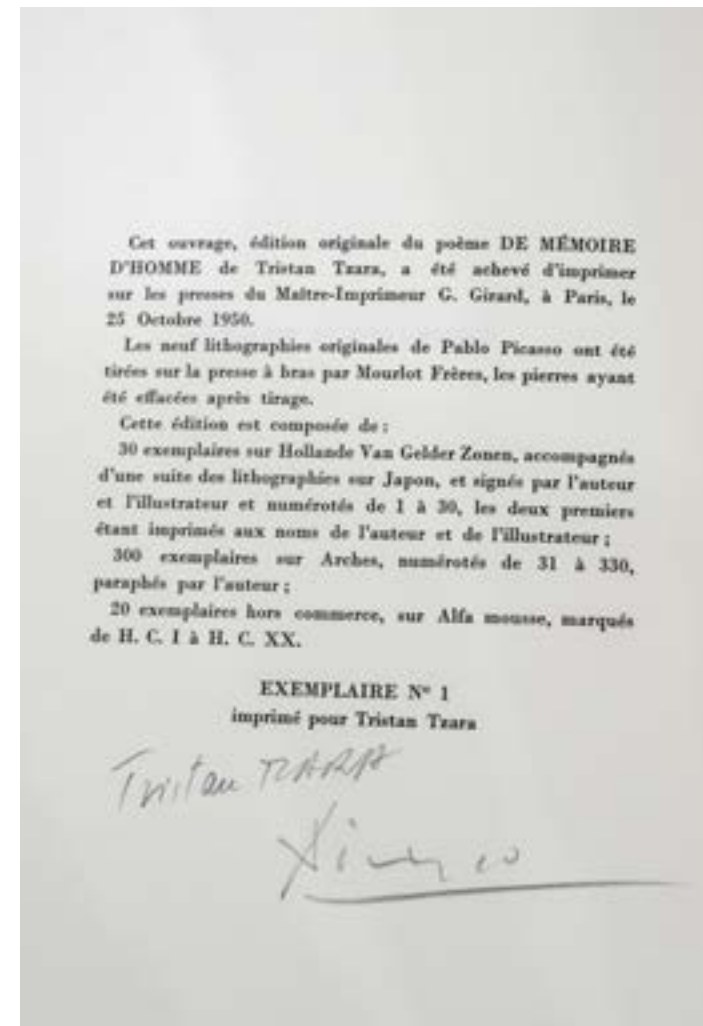 Cet ouvrage, édition originale du poème DE MÉMOIRE
D'HOMME de Tristan Tzara, a été achevé d'imprimer
sur les presses du Maître-Imprimeur G. Girard, à Paris, le
25 Octobre 1950.
Les neuf lithographies originales de Pablo Picasso ont été
tirées sur la presse à bras par Mourlot Frères, les pierres ayant
été effacées après tirage.
Cette édition est composée de :
30 exemplaires sur Hollande Van Gelder Zonen, accompagnés
d'une suite des lithographies sur Japon, et signés par l'auteur
et l'illustrateur et numérotés de 1 à 30, les deux premiers
étant imprimés aux noms de l'auteur et de l'illustrateur ;
300 exemplaires sur Arches, numérotés de 31 à 330,
paraphés par l'auteur ;
20 exemplaires hors commerce, sur Alfa mousse, marqués
de H. C. I à H. C. XX.
EXEMPLAIRE N° 1
imprimé pour Tristan Tzara
Tristan TZARA
Picasso